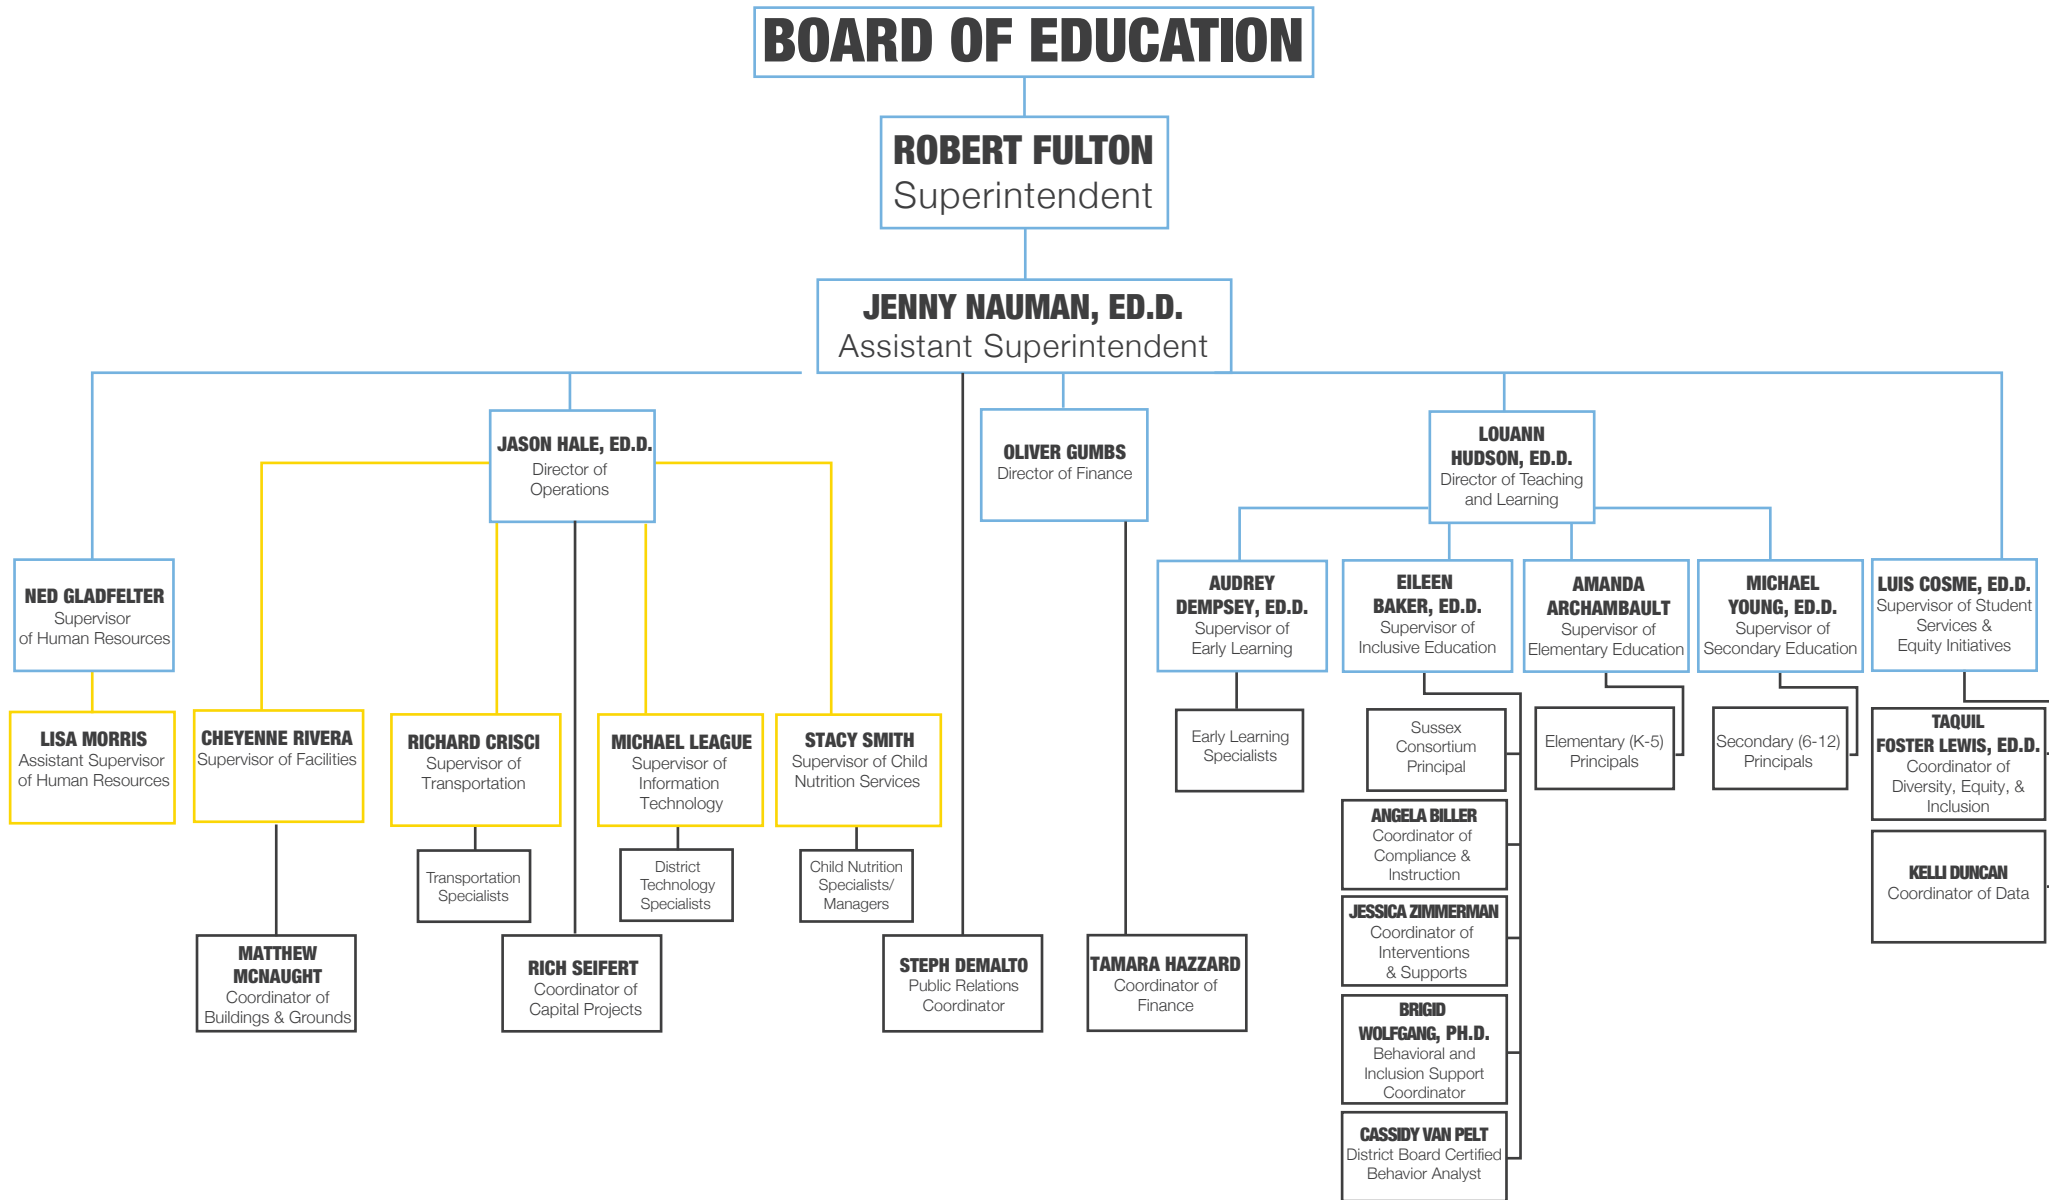 BOARD OF EDUCATION
ROBERT FULTON
Superintendent
JENNY NAUMAN, ED.D.
Assistant Superintendent
JASON HALE, ED.D.
Director of
Operations
OLIVER GUMBS
Director of Finance
LOUANN
HUDSON, ED.D.
Director of Teaching
and Learning
NED GLADFELTER
Supervisor
of Human Resources
AUDREY
DEMPSEY, ED.D.
Supervisor of
Early Learning
EILEEN
BAKER, ED.D.
Supervisor of
Inclusive Education
AMANDA
ARCHAMBAULT
Supervisor of
Elementary Education
MICHAEL
YOUNG, ED.D.
Supervisor of
Secondary Education
LUIS COSME, ED.D.
Supervisor of Student
Services &
Equity Initiatives
LISA MORRIS
Assistant Supervisor
of Human Resources
CHEYENNE RIVERA
Supervisor of Facilities
RICHARD CRISCI
Supervisor of
Transportation
MICHAEL LEAGUE
Supervisor of
Information
Technology
STACY SMITH
Supervisor of Child
Nutrition Services
Early Learning
Specialists
Sussex
Consortium
Principal
Elementary (K-5)
Principals
Secondary (6-12)
Principals
TAQUIL
FOSTER LEWIS, ED.D.
Coordinator of
Diversity, Equity, &
Inclusion
Transportation
Specialists
District
Technology
Specialists
Child Nutrition
Specialists/
Managers
ANGELA BILLER
Coordinator of
Compliance &
Instruction
KELLI DUNCAN
Coordinator of Data
JESSICA ZIMMERMAN
Coordinator of
Interventions
& Supports
MATTHEW
MCNAUGHT
Coordinator of
Buildings & Grounds
RICH SEIFERT
Coordinator of
Capital Projects
STEPH DEMALTO
Public Relations
Coordinator
TAMARA HAZZARD
Coordinator of
Finance
BRIGID
WOLFGANG, PH.D.
Behavioral and
Inclusion Support
Coordinator
CASSIDY VAN PELT
District Board Certified
Behavior Analyst